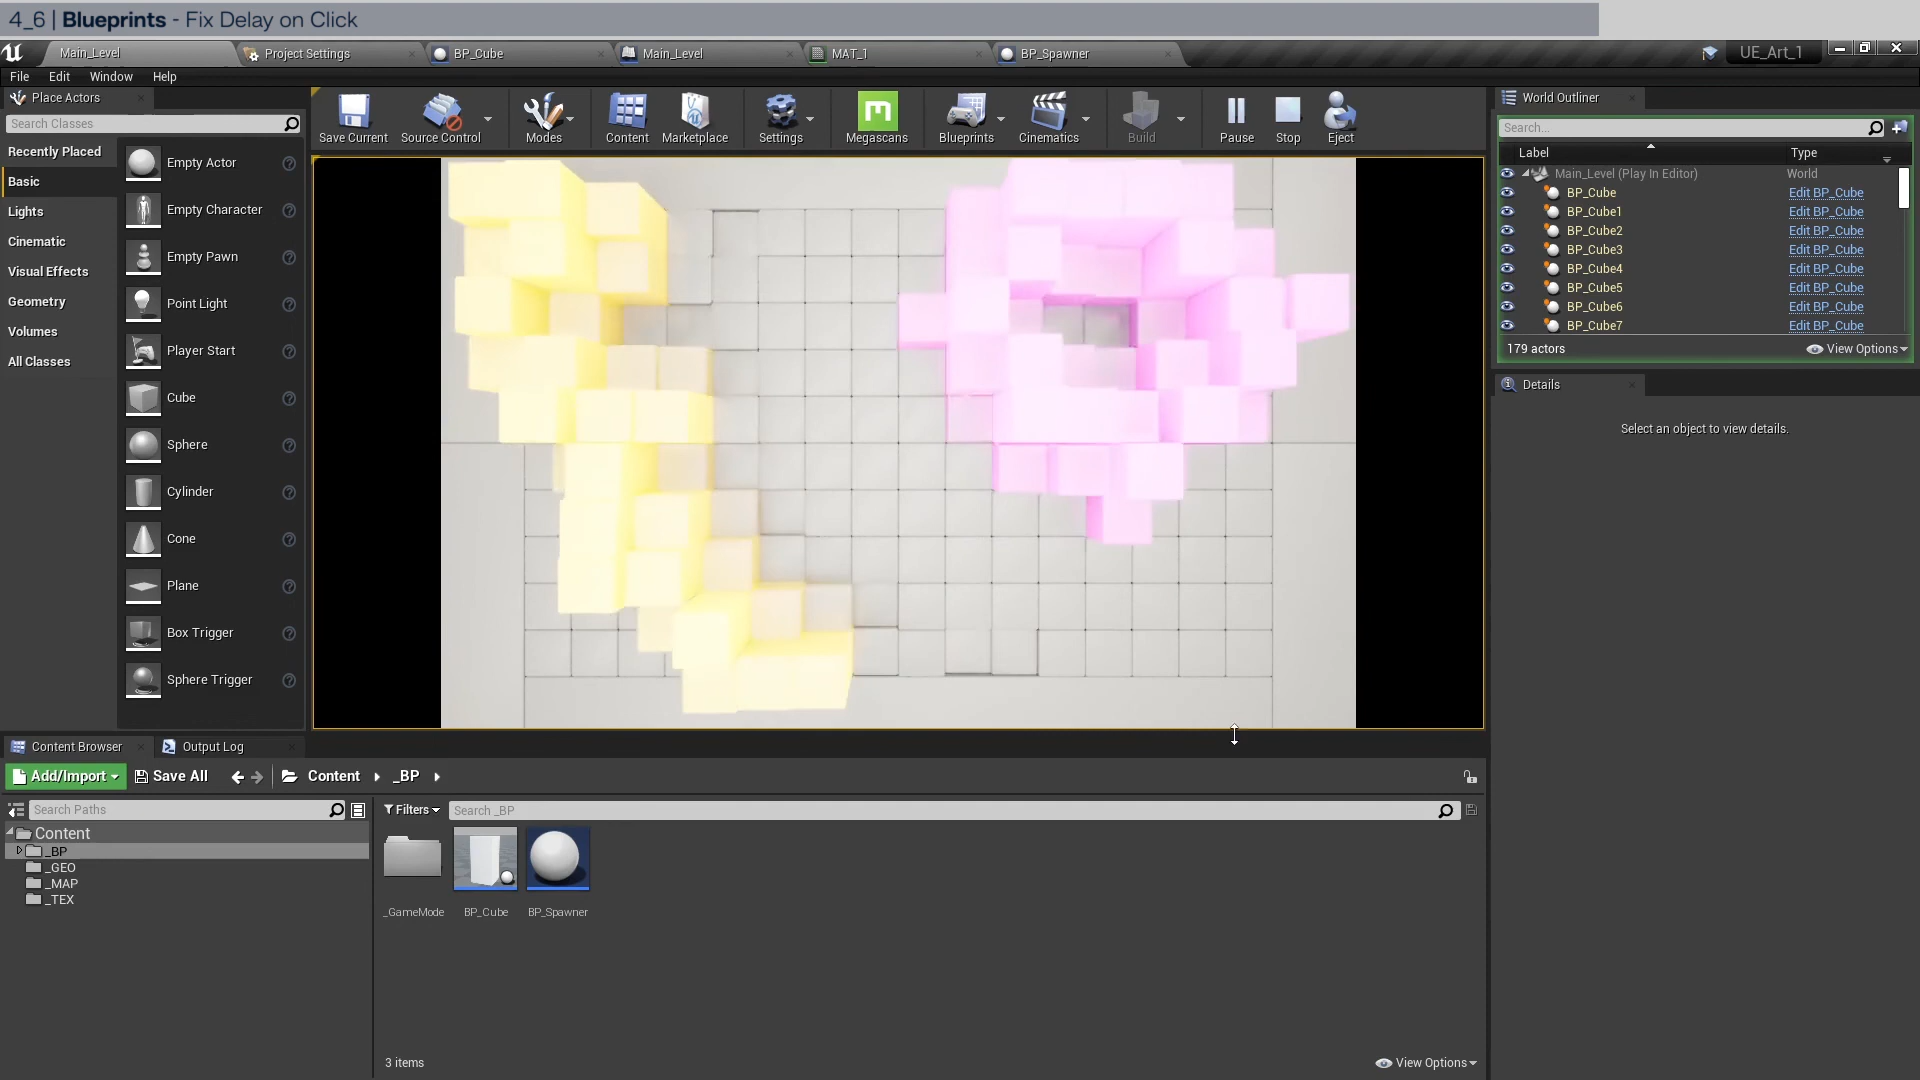 4_6 | Blueprints - Fix Delay on Click
Main_Level
Project Settings
BP_Cube
Main_Level
MAT_1
BP_Spawner
UE_Art_1
File
Edit
Window
Help
Place Actors
Search Classes
Recently Placed
Basic
Lights
Cinematic
Visual Effects
Geometry
Volumes
All Classes
Empty Actor
Empty Character
Empty Pawn
Point Light
Player Start
Cube
Sphere
Cylinder
Cone
Plane
Box Trigger
Sphere Trigger
Save Current
Source Control
Modes
Content
Marketplace
Settings
Megascans
Blueprints
Cinematics
Build
Pause
Stop
Eject
World Outliner
Search...
Label
Type
Main_Level (Play In Editor)
World
BP_Cube
Edit BP_Cube
BP_Cube1
Edit BP_Cube
BP_Cube2
Edit BP_Cube
BP_Cube3
Edit BP_Cube
BP_Cube4
Edit BP_Cube
BP_Cube5
Edit BP_Cube
BP_Cube6
Edit BP_Cube
BP_Cube7
Edit BP_Cube
179 actors
View Options
Details
Select an object to view details.
Content Browser
Output Log
Add/Import
Save All
Content
_BP
Search Paths
Content
_BP
_GEO
_MAP
_TEX
Filters
Search _BP
_GameMode
BP_Cube
BP_Spawner
3 items
View Options